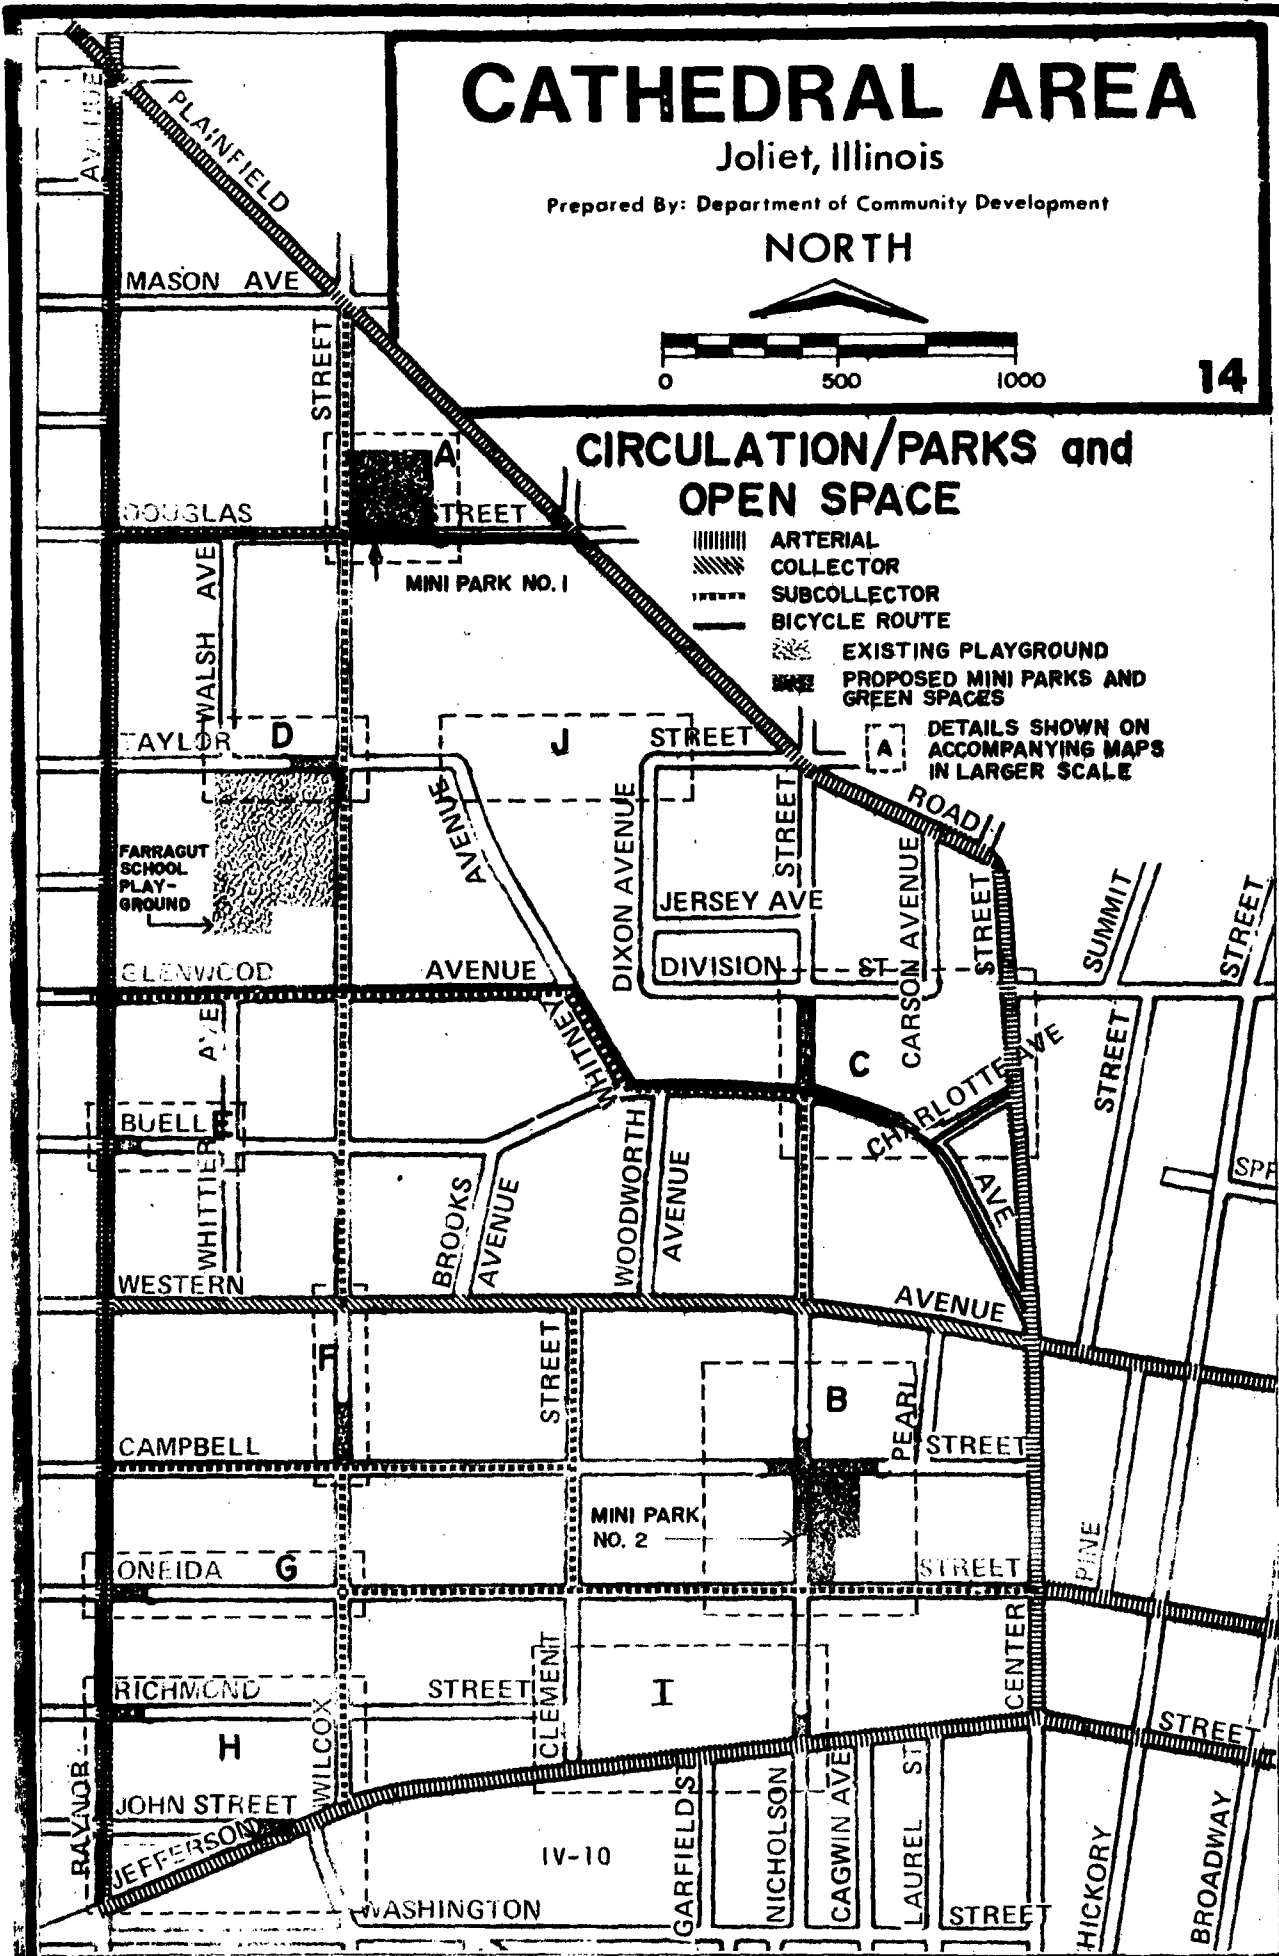 CATHEDRAL AREA
Joliet, Illinois
Prepared By: Department of Community Development
NORTH
0 500 1000
14
CIRCULATION/PARKS and
OPEN SPACE
ARTERIAL
COLLECTOR
SUBCOLLECTOR
BICYCLE ROUTE
EXISTING PLAYGROUND
PROPOSED MINI PARKS AND
GREEN SPACES
A
DETAILS SHOWN ON
ACCOMPANYING MAPS
IN LARGER SCALE
AVENUE
PLAINFIELD
MASON AVE
STREET
A
DOUGLAS STREET
MINI PARK NO. 1
WALSH AVE
TAYLOR
D
J
STREET
ROAD
FARRAGUT
SCHOOL
PLAY-
GROUND
AVENUE
DIXON AVENUE
STREET
JERSEY AVE
CARSON AVENUE
STREET
SUMMIT
STREET
GLENWOOD AVENUE
DIVISION ST
WHITNEY
AVE
C
CHARLOTTE AVE
STREET
BUELL
E
WHITTIER
BROOKS
AVENUE
WOODWORTH
AVENUE
AVE
WESTERN
AVENUE
F
STREET
B
PEARL
CAMPBELL
STREET
MINI PARK
NO. 2
ONEIDA
G
STREET
PINE
RICHMOND
STREET
CLEMENT
I
CENTER
STREET
H
WILCOX
RAYNOR
JOHN STREET
JEFFERSON
IV-10
GARFIELD ST
NICHOLSON
CAGWIN AVE
LAUREL ST
HICKORY
BROADWAY
WASHINGTON
STREET